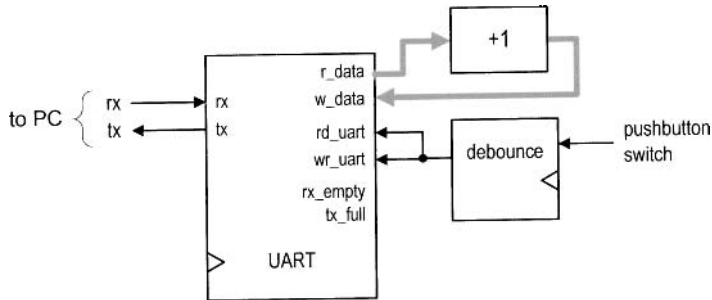 +1
r_data
w_data
to PC
rx
tx
rx
tx
rd_uart
wr_uart
debounce
pushbutton
switch
rx_empty
tx_full
UART